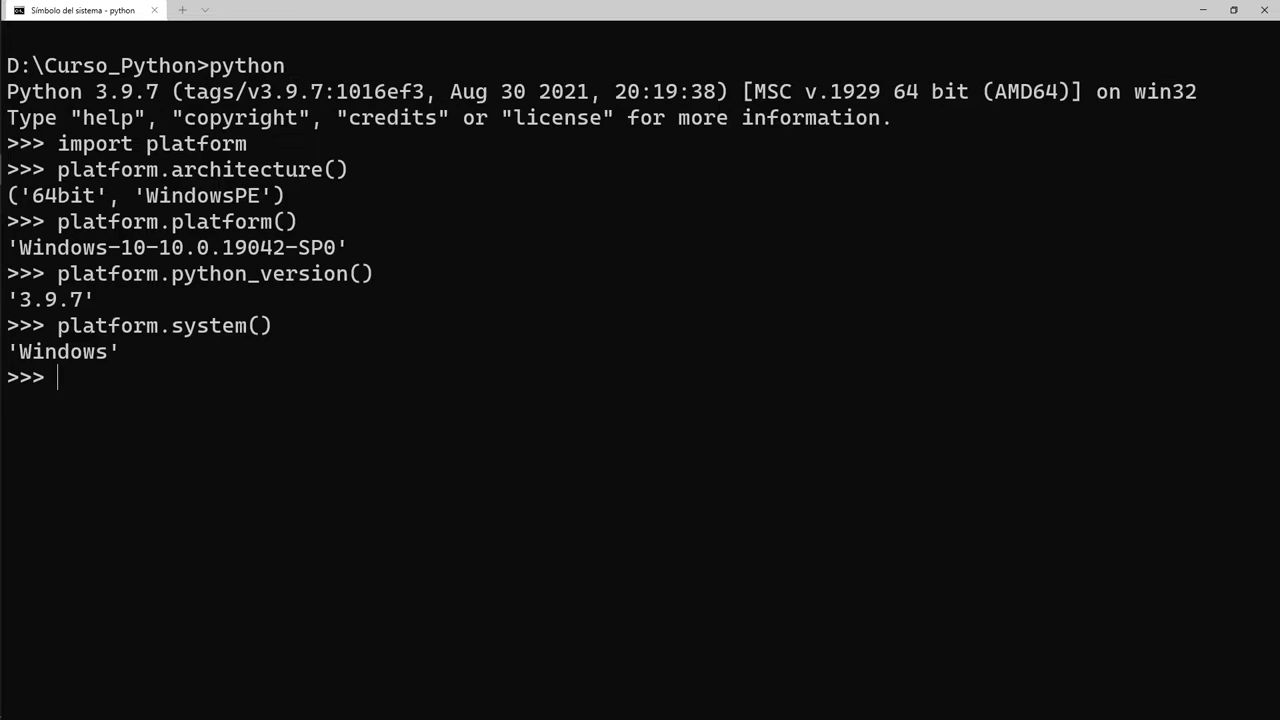 Símbolo del sistema - python
D:\Curso_Python>python
Python 3.9.7 (tags/v3.9.7:1016ef3, Aug 30 2021, 20:19:38) [MSC v.1929 64 bit (AMD64)] on win32
Type "help", "copyright", "credits" or "license" for more information.
>>> import platform
>>> platform.architecture()
('64bit', 'WindowsPE')
>>> platform.platform()
'Windows-10-10.0.19042-SP0'
>>> platform.python_version()
'3.9.7'
>>> platform.system()
'Windows'
>>>